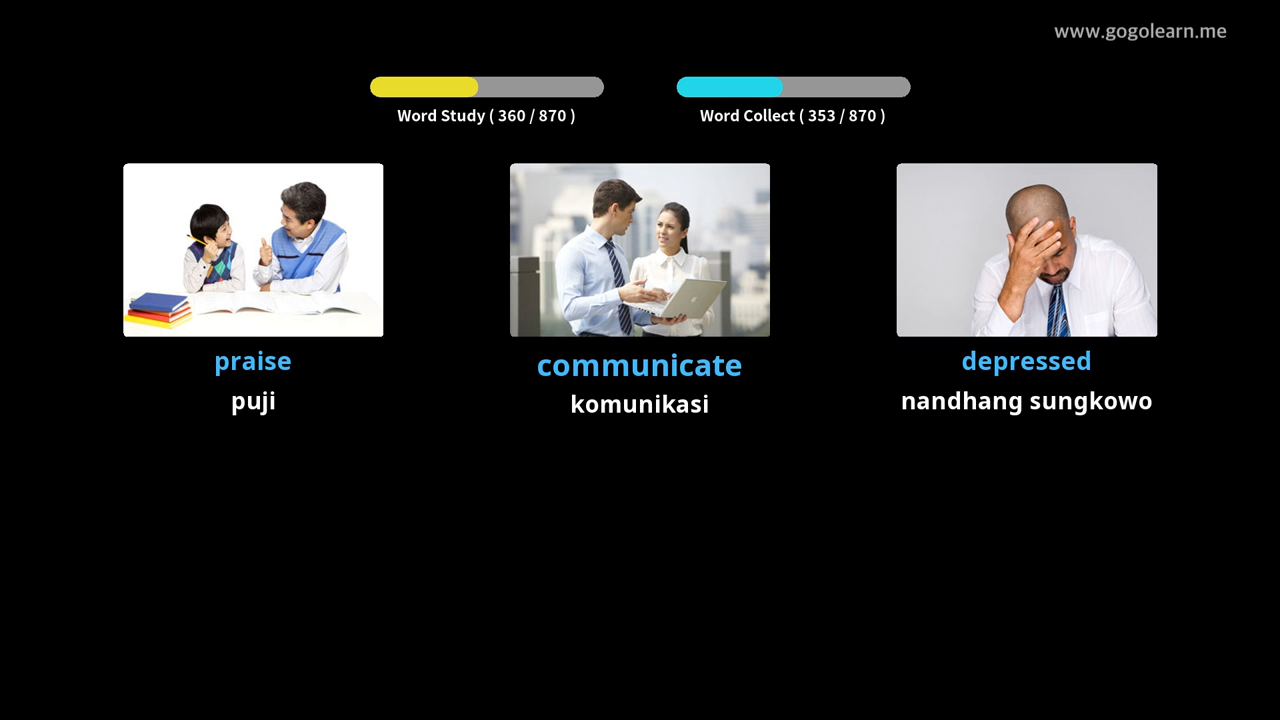 www.gogolearn.me
Word Study ( 360 / 870 )
Word Collect ( 353 / 870 )
praise
puji
communicate
komunikasi
depressed
nandhang sungkowo